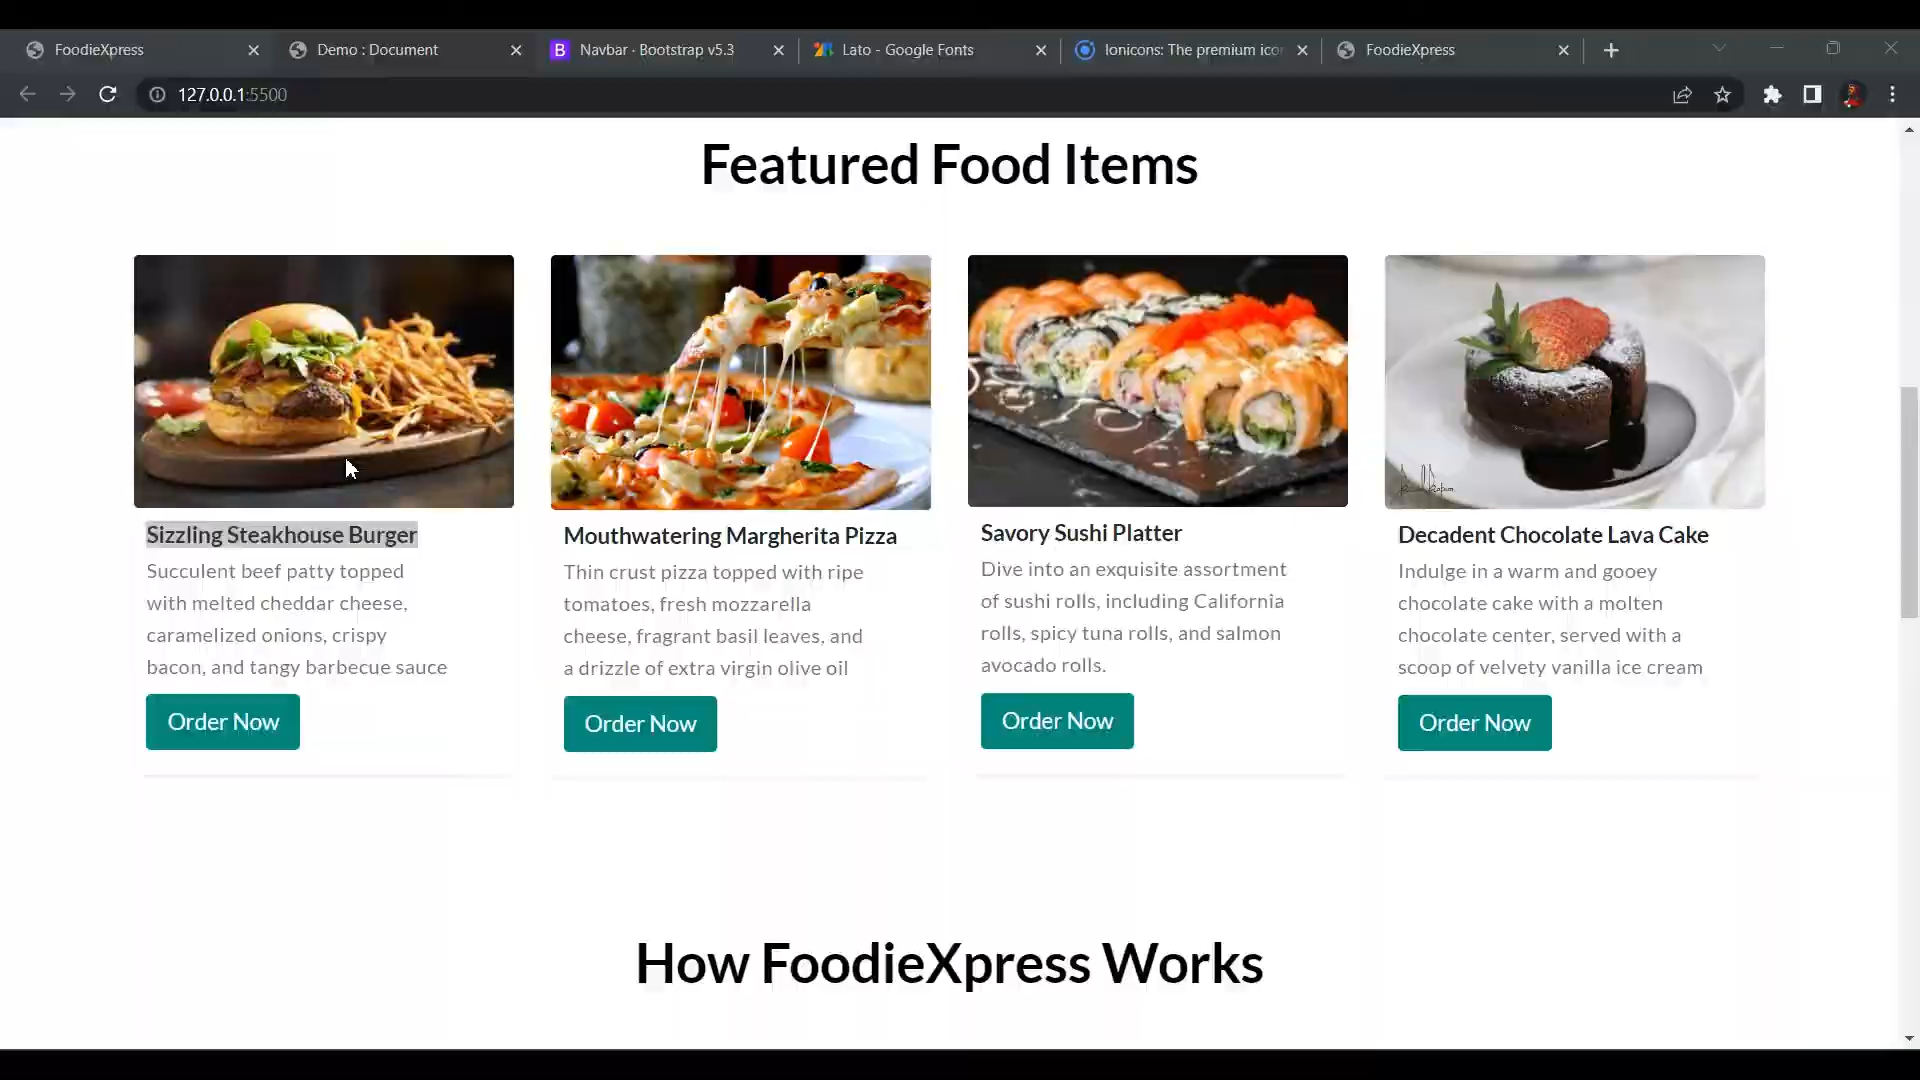 FoodieXpress
Demo : Document
Navbar · Bootstrap v5.3
Lato - Google Fonts
Ionicons: The premium icon
FoodieXpress
127.0.0.1:5500
Featured Food Items
Sizzling Steakhouse Burger
Succulent beef patty topped
with melted cheddar cheese,
caramelized onions, crispy
bacon, and tangy barbecue sauce
Order Now
Mouthwatering Margherita Pizza
Thin crust pizza topped with ripe
tomatoes, fresh mozzarella
cheese, fragrant basil leaves, and
a drizzle of extra virgin olive oil
Order Now
Savory Sushi Platter
Dive into an exquisite assortment
of sushi rolls, including California
rolls, spicy tuna rolls, and salmon
avocado rolls.
Order Now
Decadent Chocolate Lava Cake
Indulge in a warm and gooey
chocolate cake with a molten
chocolate center, served with a
scoop of velvety vanilla ice cream
Order Now
How FoodieXpress Works